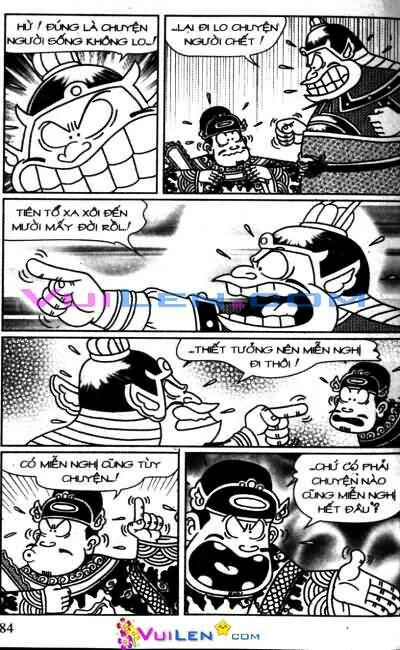 HỪ! ĐÚNG LÀ CHUYỆN
NGƯỜI SỐNG KHÔNG LO...!
...LẠI ĐI LO CHUYỆN
NGƯỜI CHẾT!
TIÊN TỔ XA XÔI ĐẾN
MƯỜI MẤY ĐỜI RỒI...!
VUILEN.COM
...THIẾT TƯỞNG NÊN MIỄN NGHỊ
ĐI THÔI!
CÓ MIỄN NGHỊ CŨNG TÙY
CHUYỆN...!
...CHỨ CÓ PHẢI
CHUYỆN NÀO
CŨNG MIỄN NGHỊ
HẾT ĐÂU?
84
VUILEN.COM